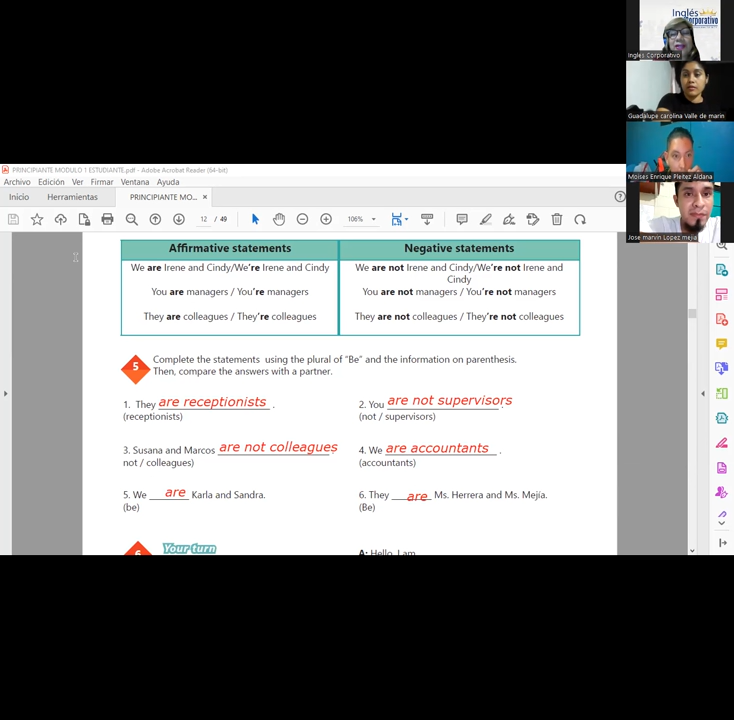 Inglés
Corporativo
Inglés Corporativo
Guadalupe carolina Valle de marin
Moises Enrique Pleitez Aldana
Jose marvin Lopez mejia
PRINCIPIANTE MODULO 1 ESTUDIANTE.pdf - Adobe Acrobat Reader (64-bit)
Archivo Edición Ver Firmar Ventana Ayuda
Inicio Herramientas PRINCIPIANTE MO... ×
12 / 49 106%
Affirmative statements Negative statements
We are Irene and Cindy/We're Irene and Cindy We are not Irene and Cindy/We're not Irene and
Cindy
You are managers / You're managers You are not managers / You're not managers
They are colleagues / They're colleagues They are not colleagues / They're not colleagues
5 Complete the statements using the plural of "Be" and the information on parenthesis.
Then, compare the answers with a partner.
1. They are receptionists . 2. You are not supervisors .
(receptionists) (not / supervisors)
3. Susana and Marcos are not colleagues . 4. We are accountants .
not / colleagues) (accountants)
5. We are Karla and Sandra. 6. They are Ms. Herrera and Ms. Mejía.
(be) (Be)
6 Your turn A: Hello, I am